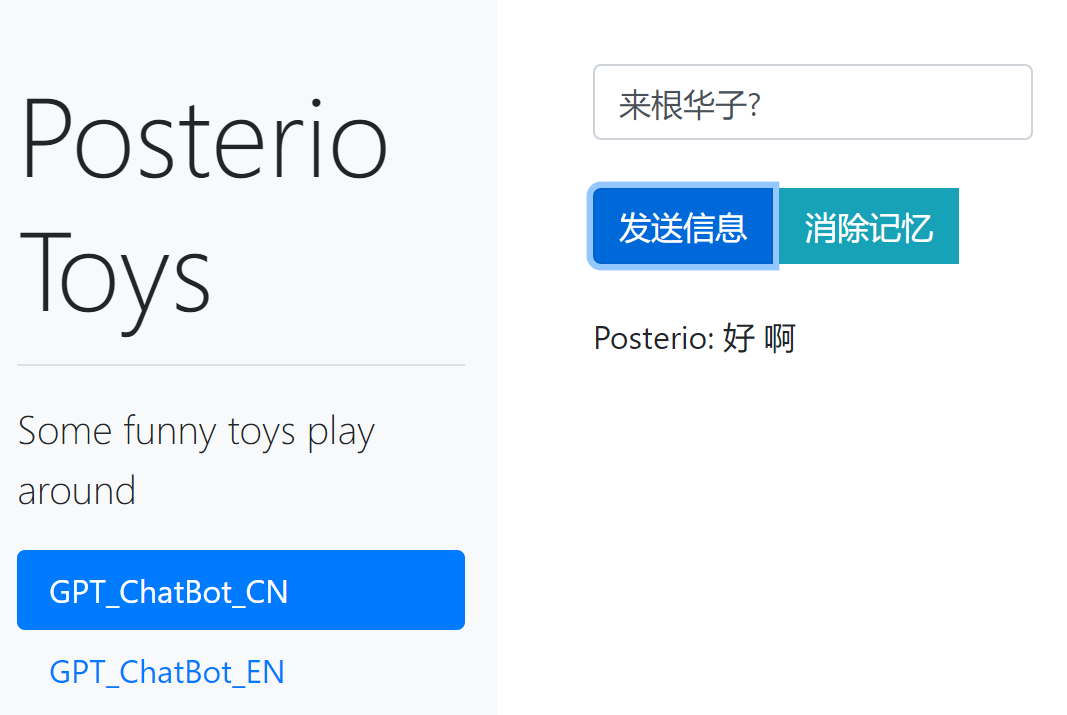 Posterio
Toys
Some funny toys play
around
GPT_ChatBot_CN
GPT_ChatBot_EN
来根华子?
发送信息
消除记忆
Posterio: 好 啊